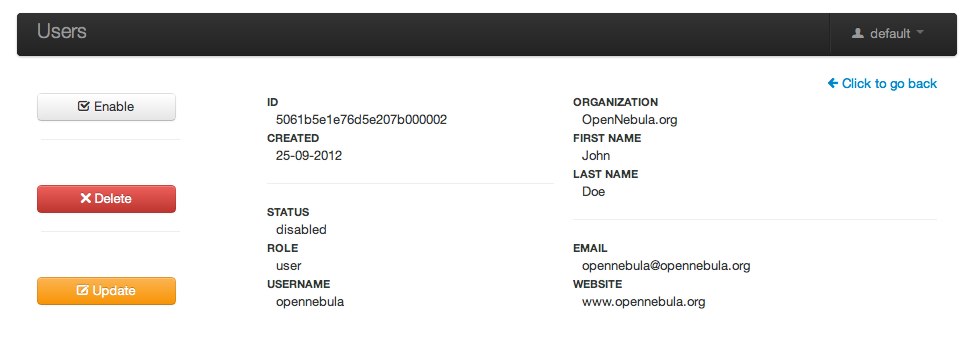 Users
default
Click to go back
Enable
Delete
Update
ID
5061b5e1e76d5e207b000002
CREATED
25-09-2012
STATUS
disabled
ROLE
user
USERNAME
opennebula
ORGANIZATION
OpenNebula.org
FIRST NAME
John
LAST NAME
Doe
EMAIL
opennebula@opennebula.org
WEBSITE
www.opennebula.org